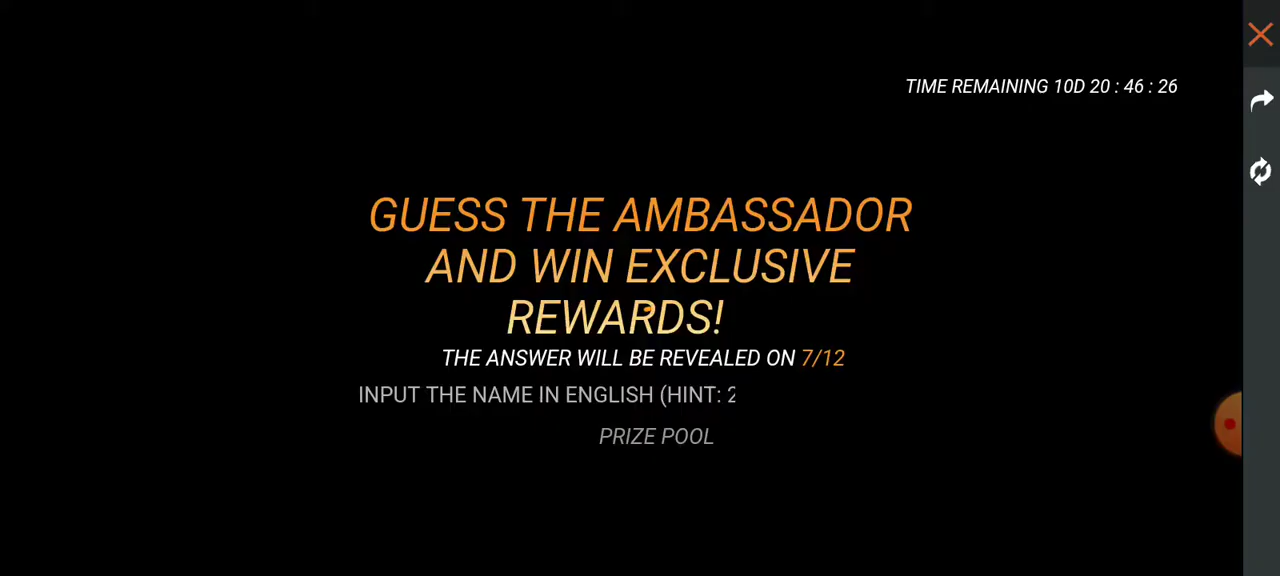 TIME REMAINING 10D 20 : 46 : 26
GUESS THE AMBASSADOR
AND WIN EXCLUSIVE
REWARDS!
THE ANSWER WILL BE REVEALED ON 7/12
INPUT THE NAME IN ENGLISH (HINT: 2
PRIZE POOL